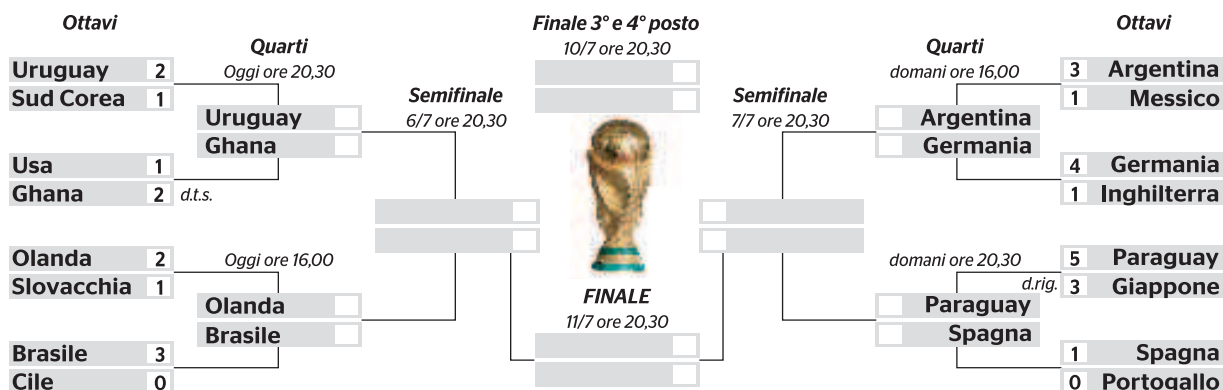 Ottavi
Quarti
Oggi ore 20,30
Uruguay 2
Sud Corea 1
Uruguay
Ghana
Usa 1
Ghana 2 d.t.s.
Olanda 2
Slovacchia 1
Oggi ore 16,00
Olanda
Brasile
Brasile 3
Cile 0
Semifinale
6/7 ore 20,30
Finale 3° e 4° posto
10/7 ore 20,30
FINALE
11/7 ore 20,30
Semifinale
7/7 ore 20,30
Quarti
domani ore 16,00
Ottavi
3 Argentina
1 Messico
Argentina
Germania
4 Germania
1 Inghilterra
domani ore 20,30
5 Paraguay
d.rig. 3 Giappone
Paraguay
Spagna
1 Spagna
0 Portogallo